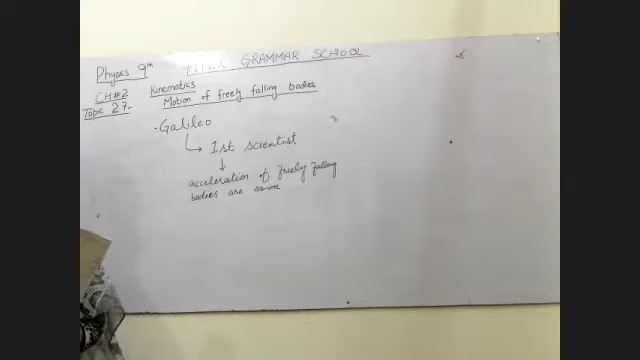 GRAMMAR SCHOOL
Physics 9th
CH#2 Kinematics
Topic 2.7:- Motion of freely falling bodies
. Galileo
1st scientist
acceleration of freely falling
bodies are same